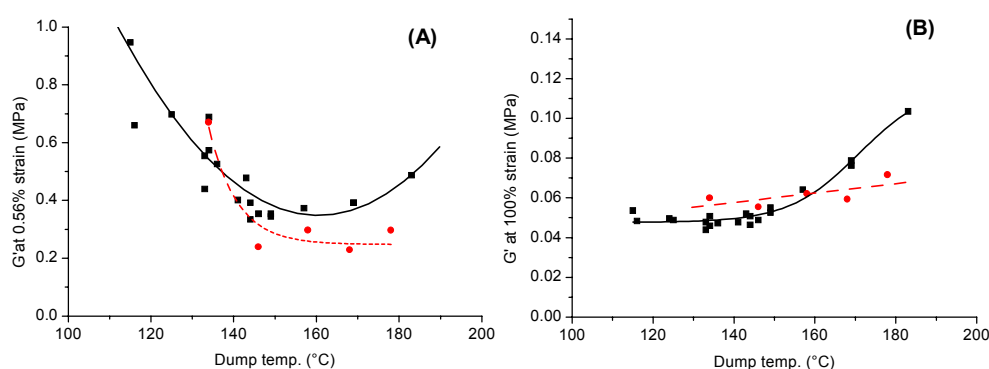 (A)
G'at 0.56% strain (MPa)
1.0
0.8
0.6
0.4
0.2
0.0
100 120 140 160 180 200
Dump temp. (°C)
(B)
G' at 100% strain (MPa)
0.14
0.12
0.10
0.08
0.06
0.04
0.02
0.00
100 120 140 160 180 200
Dump temp. (°C)